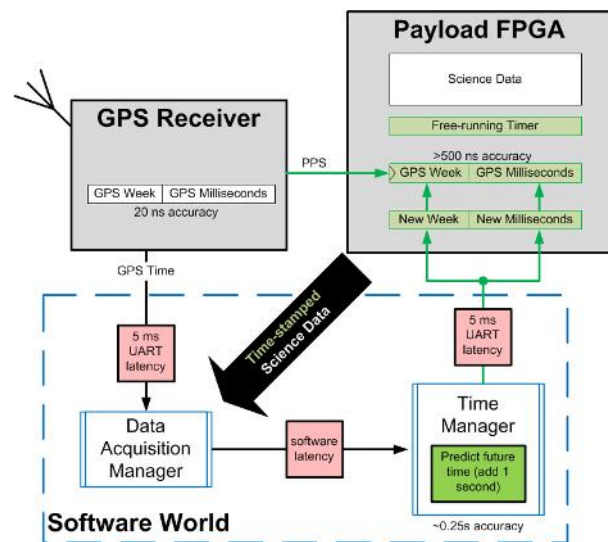 Payload FPGA
Science Data
Free-running Timer
>500 ns accuracy
GPS Week GPS Milliseconds
New Week New Milliseconds
GPS Receiver
GPS Week GPS Milliseconds
20 ns accuracy
PPS
GPS Time
5 ms
UART
latency
Time-stamped
Science Data
5 ms
UART
latency
Data
Acquisition
Manager
software
latency
Time
Manager
Predict future
time (add 1
second)
~0.25s accuracy
Software World